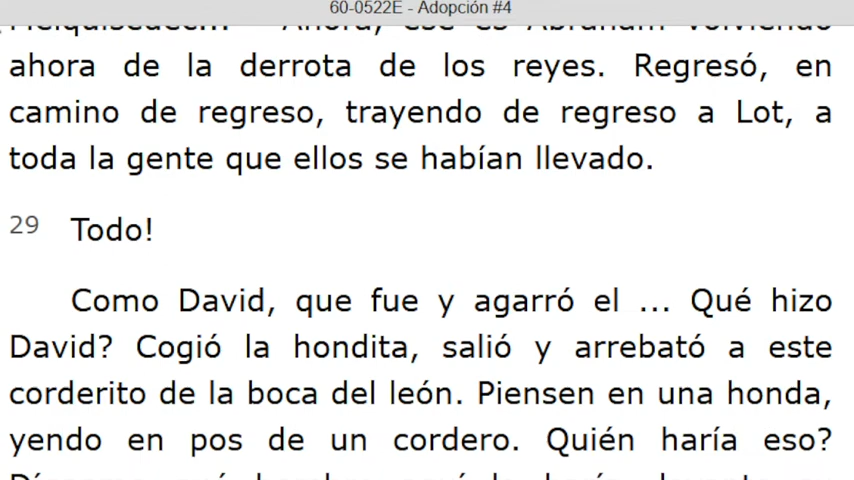 60-0522E - Adopción #4
ahora de la derrota de los reyes. Regresó, en
camino de regreso, trayendo de regreso a Lot, a
toda la gente que ellos se habían llevado.
29 Todo!
Como David, que fue y agarró el ... Qué hizo
David? Cogió la hondita, salió y arrebató a este
corderito de la boca del león. Piensen en una honda,
yendo en pos de un cordero. Quién haría eso?